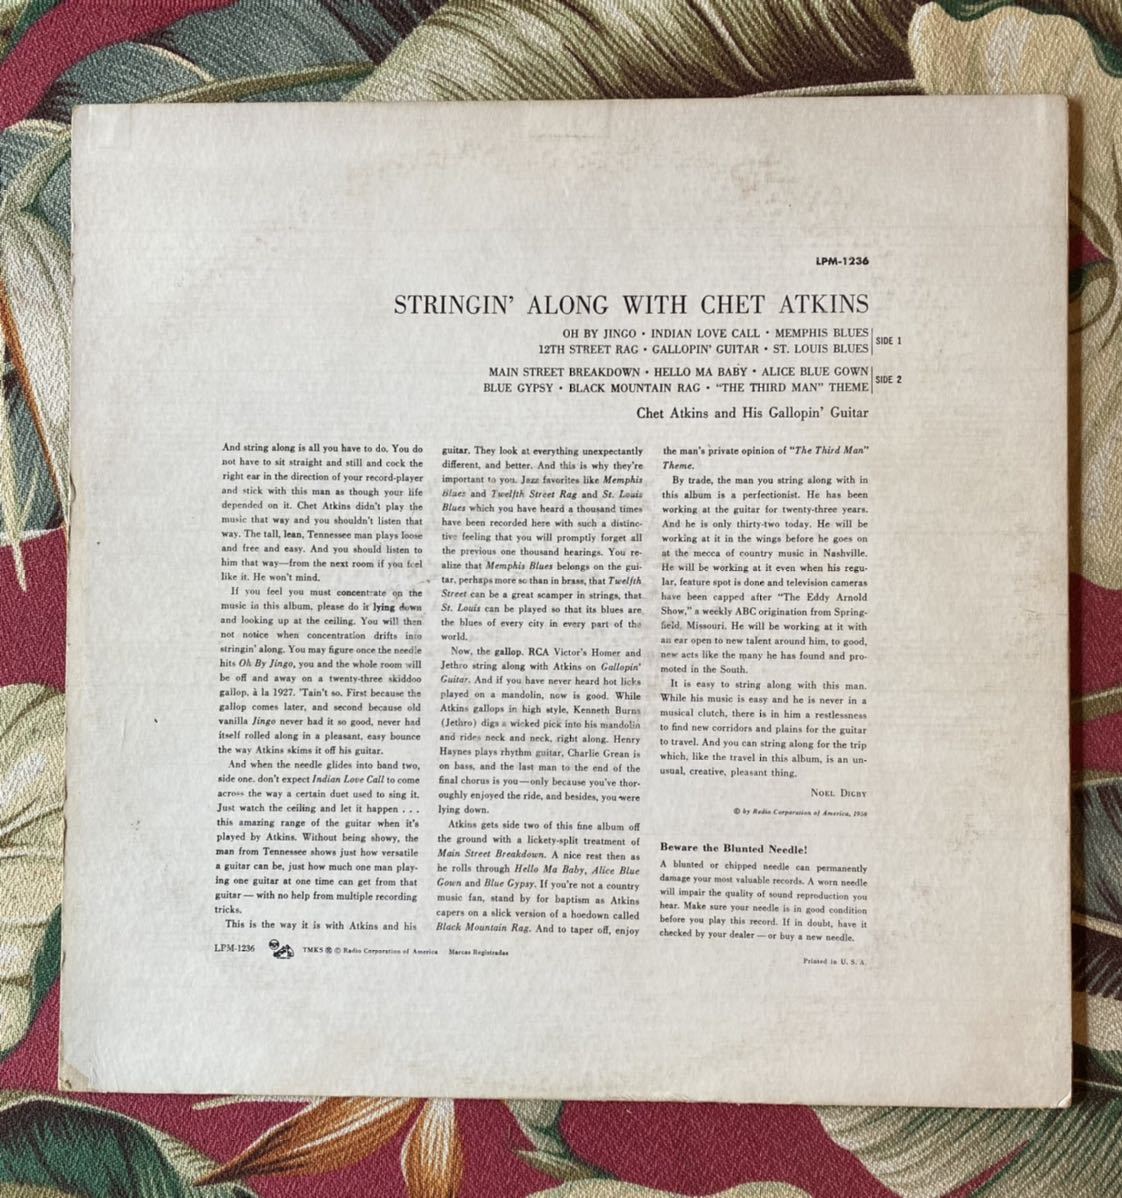 LPM-1236
STRINGIN' ALONG WITH CHET ATKINS
OH BY JINGO · INDIAN LOVE CALL · MEMPHIS BLUES
12TH STREET RAG · GALLOPIN' GUITAR · ST. LOUIS BLUES
SIDE 1
MAIN STREET BREAKDOWN · HELLO MA BABY · ALICE BLUE GOWN
BLUE GYPSY · BLACK MOUNTAIN RAG · "THE THIRD MAN" THEME
SIDE 2
Chet Atkins and His Gallopin' Guitar
And string along is all you have to do. You do
not have to sit straight and still and cock the
right ear in the direction of your record-player
and stick with this man as though your life
depended on it. Chet Atkins didn't play the
music that way and you shouldn't listen that
way. The tall, lean, Tennessee man plays loose
and free and easy. And you should listen to
him that way—from the next room if you feel
like it. He won't mind.
If you feel you must concentrate on the
music in this album, please do it lying down
and looking up at the ceiling. You will then
not notice when concentration drifts into
stringin' along. You may figure once the needle
hits Oh By Jingo, you and the whole room will
be off and away on a twenty-three skiddoo
gallop, à la 1927. 'Tain't so. First because the
gallop comes later, and second because old
vanilla Jingo never had it so good, never had
itself rolled along in a pleasant, easy bounce
the way Atkins skims it off his guitar.
And when the needle glides into band two,
side one, don't expect Indian Love Call to come
across the way a certain duet used to sing it.
Just watch the ceiling and let it happen . . .
this amazing range of the guitar when it's
played by Atkins. Without being showy, the
man from Tennessee shows just how versatile
a guitar can be, just how much one man play-
ing one guitar at one time can get from that
guitar — with no help from multiple recording
tricks.
This is the way it is with Atkins and his
guitar. They look at everything unexpectedly
different, and better. And this is why they're
important to you. Jazz favorites like Memphis
Blues and Twelfth Street Rag and St. Louis
Blues which you have heard a thousand times
have been recorded here with such a distinc-
tive feeling that you will promptly forget all
the previous one thousand hearings. You re-
alize that Memphis Blues belongs on the gui-
tar, perhaps more so than in brass, that Twelfth
Street can be a great scamper in strings, that
St. Louis can be played so that its blues are
the blues of every city in every part of the
world.
Now, the gallop. RCA Victor's Homer and
Jethro string along with Atkins on Gallopin'
Guitar. And if you have never heard hot licks
played on a mandolin, now is good. While
Atkins gallops in high style, Kenneth Burns
(Jethro) digs a wicked pick into his mandolin
and rides neck and neck, right along. Henry
Haynes plays rhythm guitar, Charlie Grean is
on bass, and the last man to the end of the
final chorus is you—only because you've thor-
oughly enjoyed the ride, and besides, you were
lying down.
Atkins gets side two of this fine album off
the ground with a lickety-split treatment of
Main Street Breakdown. A nice rest then as
he rolls through Hello Ma Baby, Alice Blue
Gown and Blue Gypsy. If you're not a country
music fan, stand by for baptism as Atkins
capers on a slick version of a hoedown called
Black Mountain Rag. And to taper off, enjoy
the man's private opinion of "The Third Man"
Theme.
By trade, the man you string along with in
this album is a perfectionist. He has been
working at the guitar for twenty-three years.
And he is only thirty-two today. He will be
working at it in the wings before he goes on
at the mecca of country music in Nashville.
He will be working at it even when his regu-
lar, feature spot is done and television cameras
have been capped after "The Eddy Arnold
Show," a weekly ABC origination from Spring-
field, Missouri. He will be working at it with
an ear open to new talent around him, to good,
new acts like the many he has found and pro-
moted in the South.
It is easy to string along with this man.
While his music is easy and he is never in a
musical clutch, there is in him a restlessness
to find new corridors and plains for the guitar
to travel. And you can string along for the trip
which, like the travel in this album, is an un-
usual, creative, pleasant thing.
NOEL DIGBY
© by Radio Corporation of America, 1956
Beware the Blunted Needle!
A blunted or chipped needle can permanently
damage your most valuable records. A worn needle
will impair the quality of sound reproduction you
hear. Make sure your needle is in good condition
before you play this record. If in doubt, have it
checked by your dealer — or buy a new needle.
LPM-1236
TMKS ® © Radio Corporation of America Marcas Registradas
Printed in U. S. A.